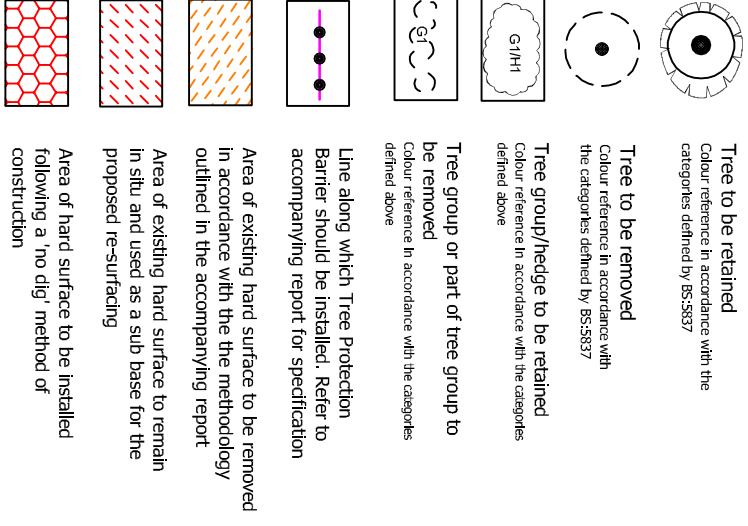 Tree to be retained
Colour reference in accordance with the
categories defined by BS:5837
Tree to be removed
Colour reference in accordance with
the categories defined by BS:5837
G1/H1
Tree group/hedge to be retained
Colour reference in accordance with the categories
defined above
G1
Tree group or part of tree group to
be removed
Colour reference in accordance with the categories
defined above
Line along which Tree Protection
Barrier should be installed. Refer to
accompanying report for specification
Area of existing hard surface to be removed
in accordance with the the methodology
outlined in the accompanying report
Area of existing hard surface to remain
in situ and used as a sub base for the
proposed re-surfacing
Area of hard surface to be installed
following a 'no dig' method of
construction